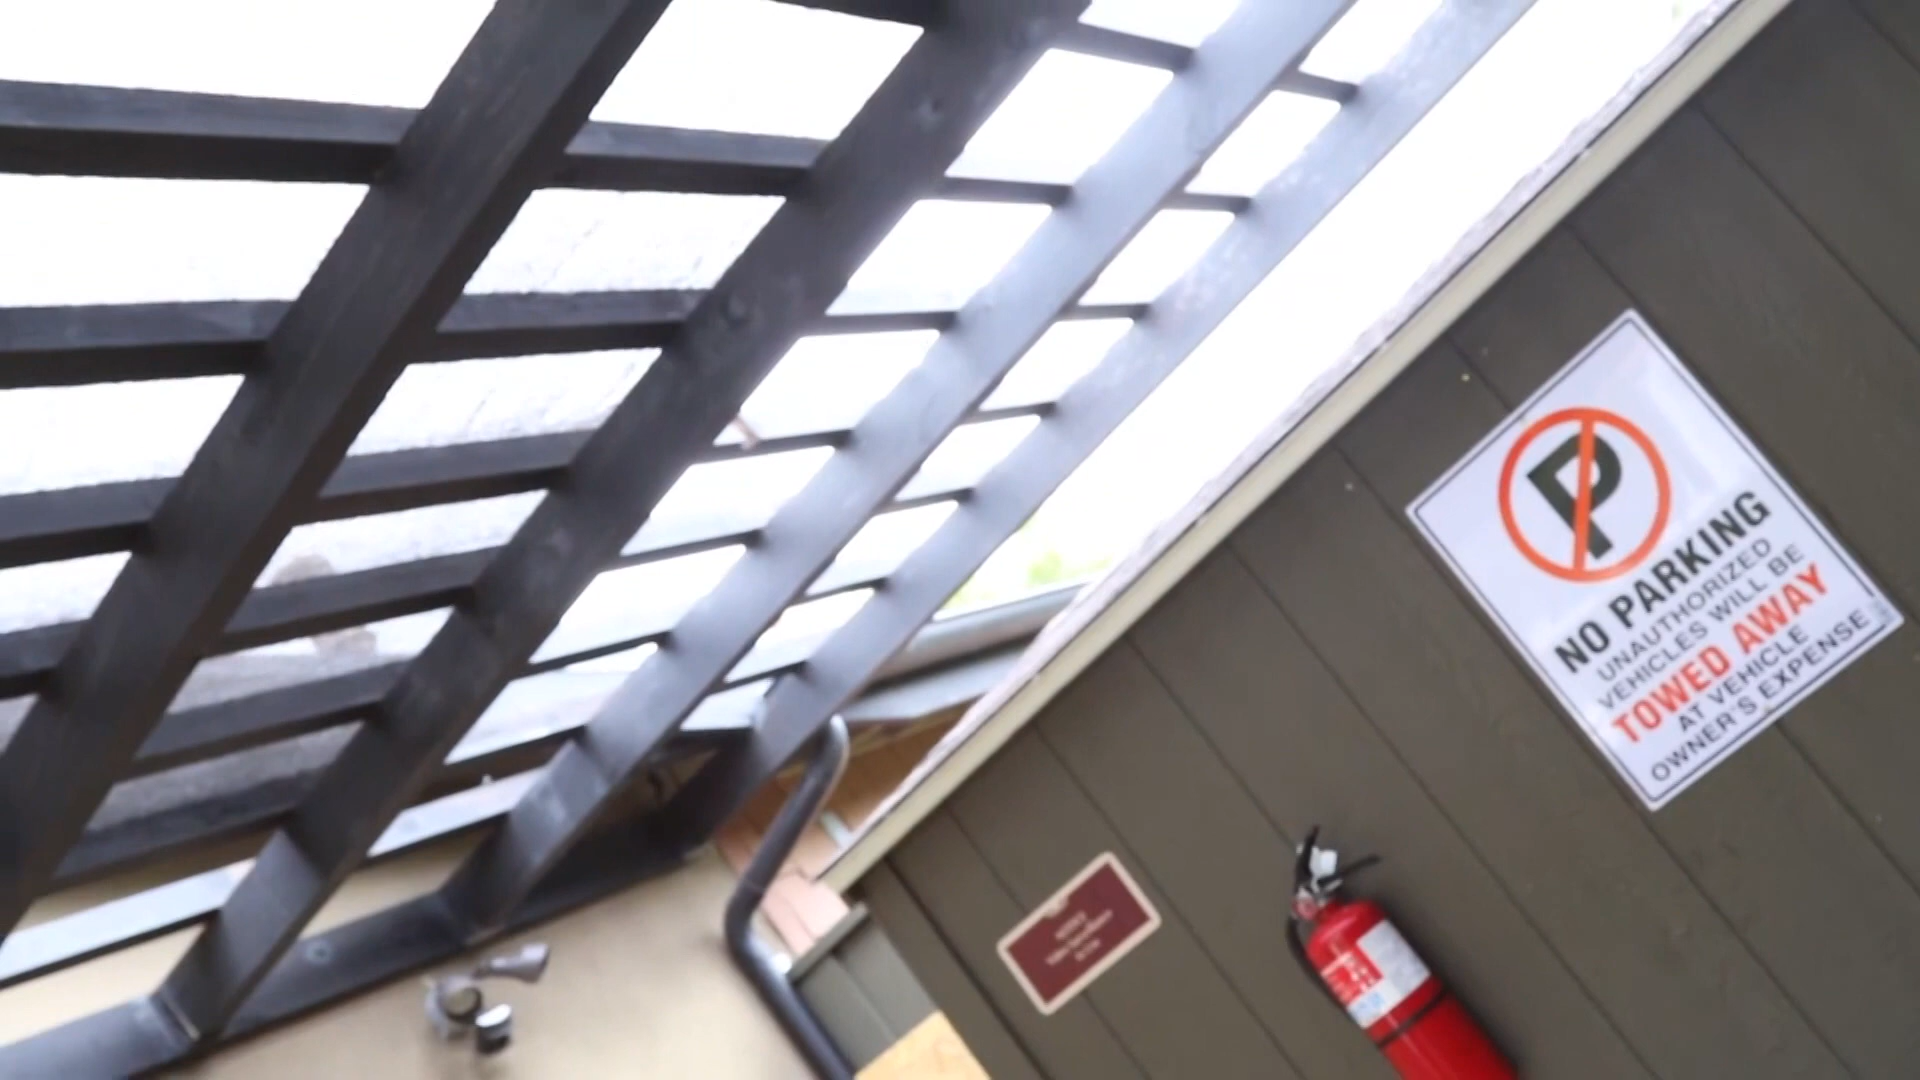 P
NO PARKING
UNAUTHORIZED
VEHICLES WILL BE
TOWED AWAY
AT VEHICLE
OWNER'S EXPENSE